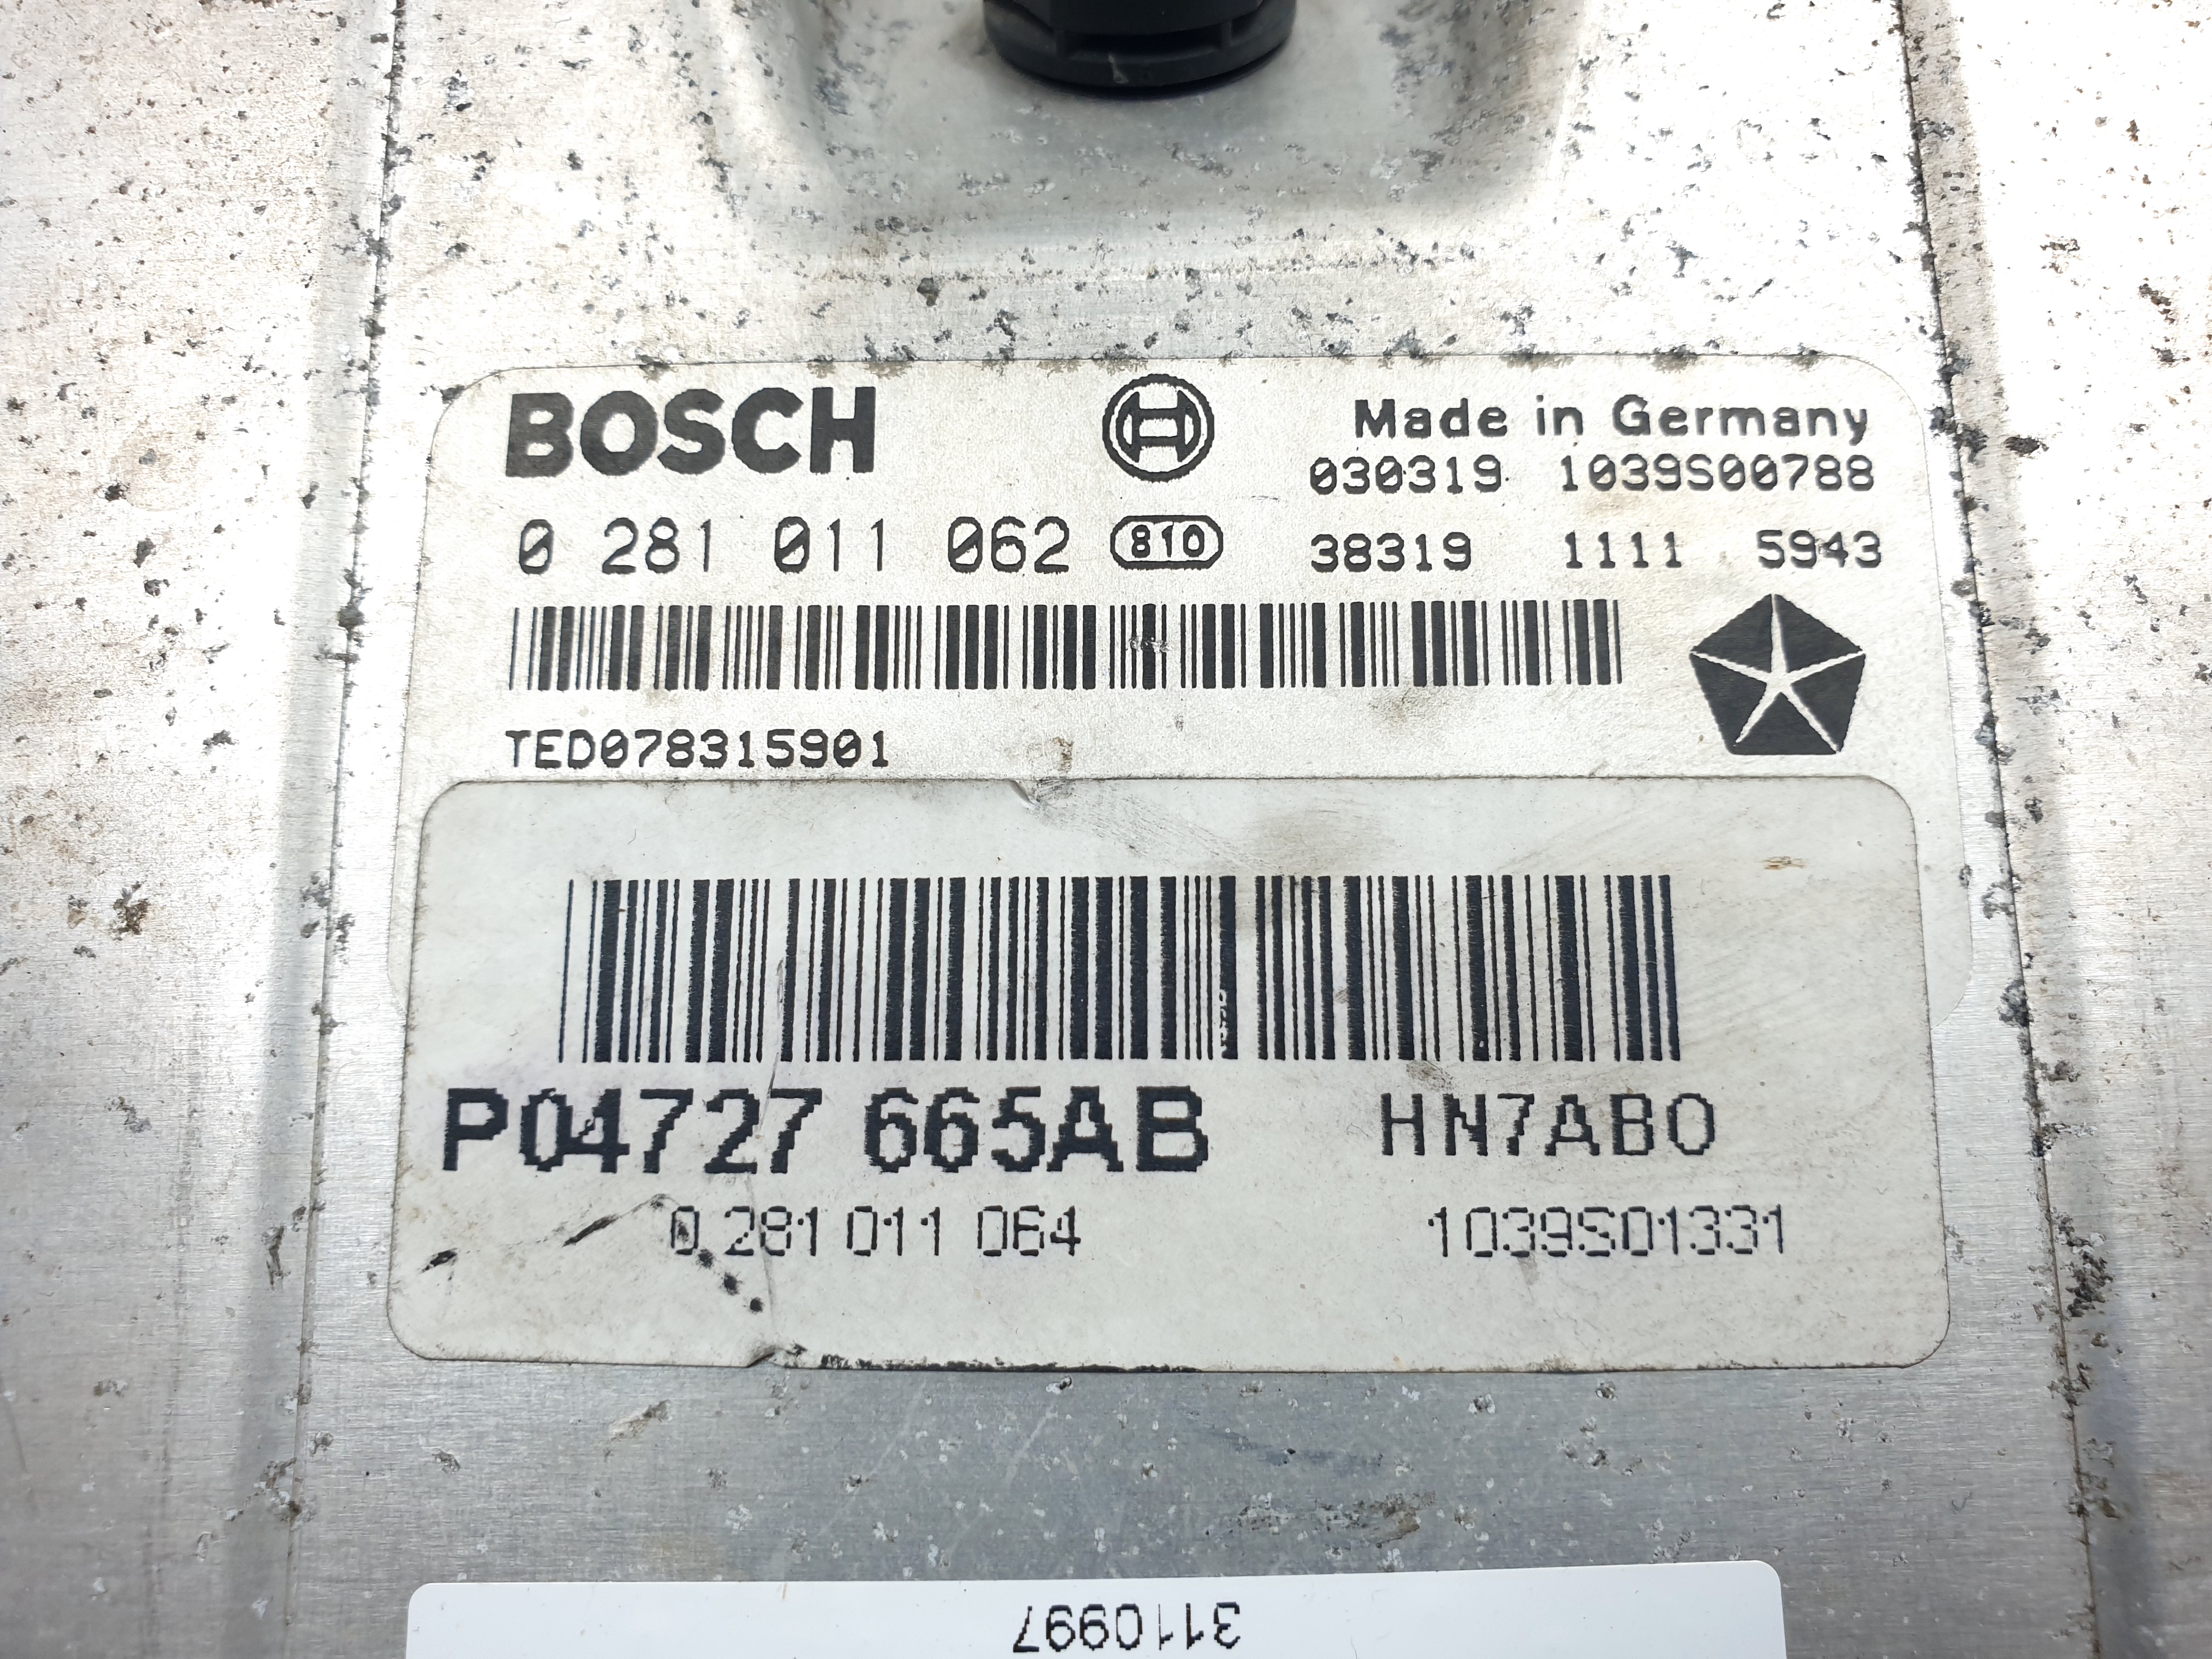 BOSCH
Made in Germany
030319 1039S00788
0 281 011 062 810 38319 1111 5943
TED078315901
P04727 665AB HN7ABO
0 281 011 064 1039S01331
3110997